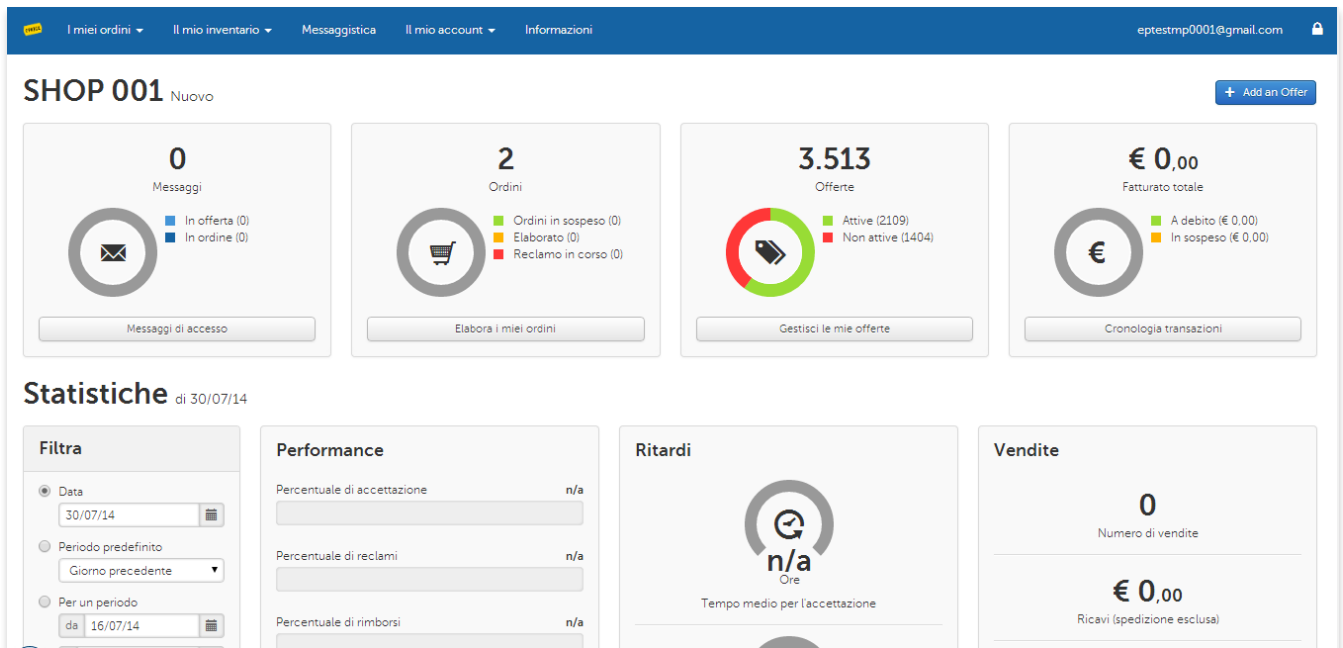 I miei ordini Il mio inventario Messaggistica Il mio account Informazioni eptestmp0001@gmail.com
SHOP 001 Nuovo
+ Add an Offer
0
Messaggi
In offerta (0)
In ordine (0)
Messaggi di accesso
2
Ordini
Ordini in sospeso (0)
Elaborato (0)
Reclamo in corso (0)
Elabora i miei ordini
3.513
Offerte
Attive (2109)
Non attive (1404)
Gestisci le mie offerte
€ 0,00
Fatturato totale
€
A debito (€ 0.00)
In sospeso (€ 0,00)
Cronologia transazioni
Statistiche di 30/07/14
Filtra
Data
30/07/14
Periodo predefinito
Giorno precedente
Per un periodo
da 16/07/14
Performance
Percentuale di accettazione n/a
Percentuale di reclami n/a
Percentuale di rimborsi n/a
Ritardi
n/a
Ore
Tempo medio per l'accettazione
Vendite
0
Numero di vendite
€ 0,00
Ricavi (spedizione esclusa)